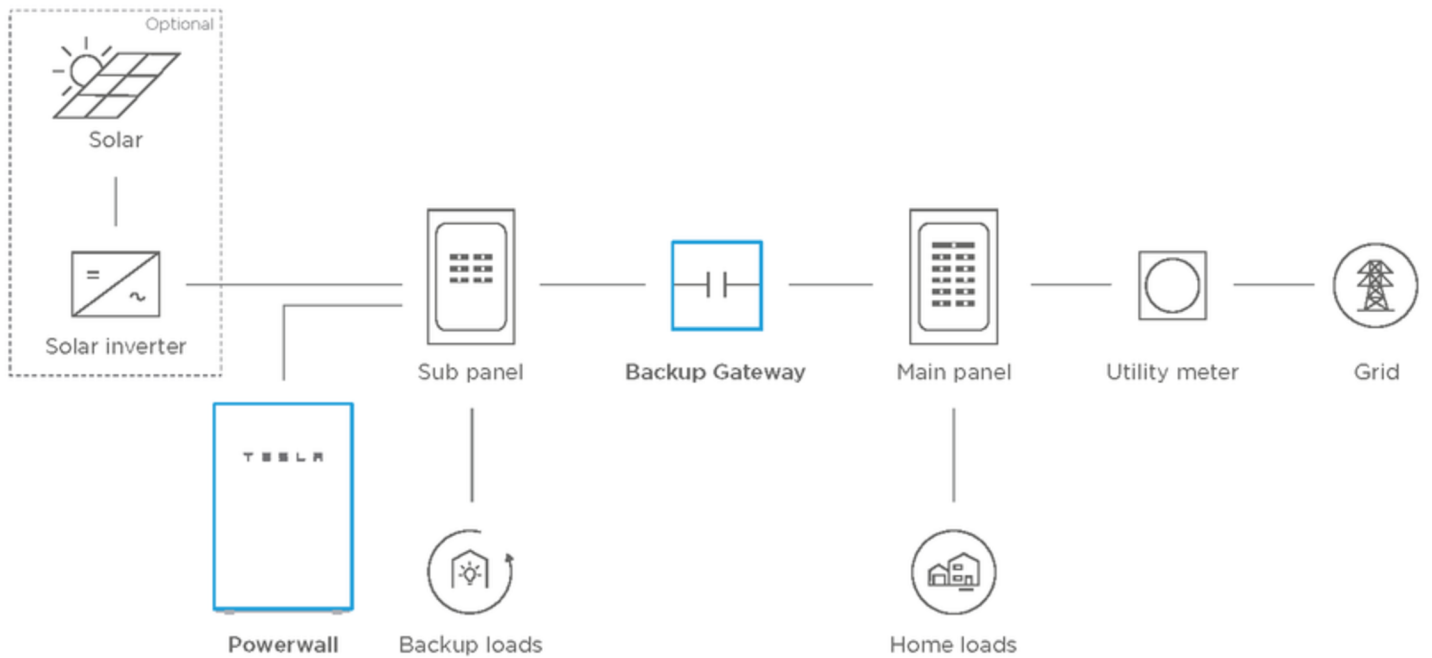 Optional
Solar
Solar inverter
Sub panel
Backup Gateway
Main panel
Utility meter
Grid
TESLA
Powerwall
Backup loads
Home loads